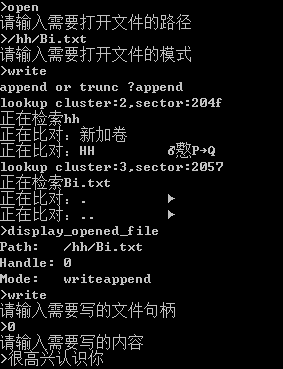 >open
请输入需要打开文件的路径
>/hh/Bi.txt
请输入需要打开文件的模式
>write
append or trunc ?append
lookup cluster:2,sector:204f
正在检索hh
正在比对：新加卷
正在比对：HH ♂慗P→Q
lookup cluster:3,sector:2057
正在检索Bi.txt
正在比对：.
正在比对：..
>display_opened_file
Path: /hh/Bi.txt
Handle: 0
Mode: writeappend
>write
请输入需要写的文件句柄
>0
请输入需要写的内容
>很高兴认识你